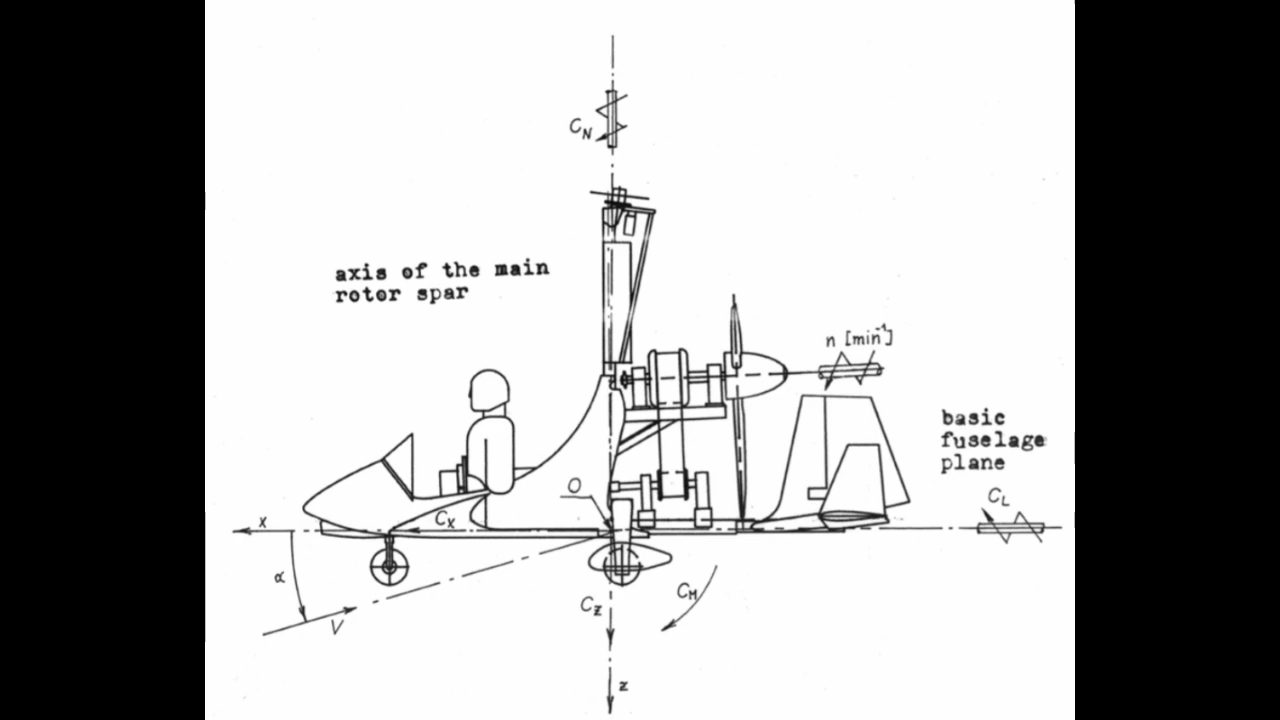 C_N
axis of the main
rotor spar
n [min⁻¹]
basic
fuselage
plane
C_L
O
x
C_x
α
V
C_z
C_M
z